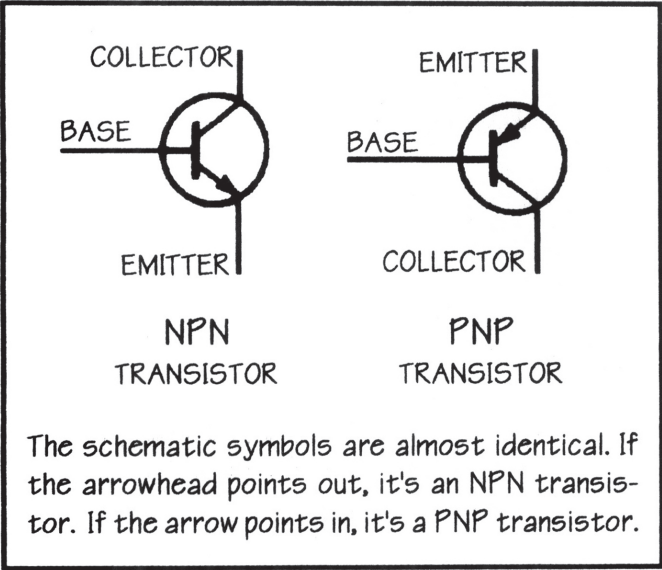 COLLECTOR
BASE
EMITTER
NPN
TRANSISTOR
EMITTER
BASE
COLLECTOR
PNP
TRANSISTOR
The schematic symbols are almost identical. If
the arrowhead points out, it's an NPN transis-
tor. If the arrow points in, it's a PNP transistor.